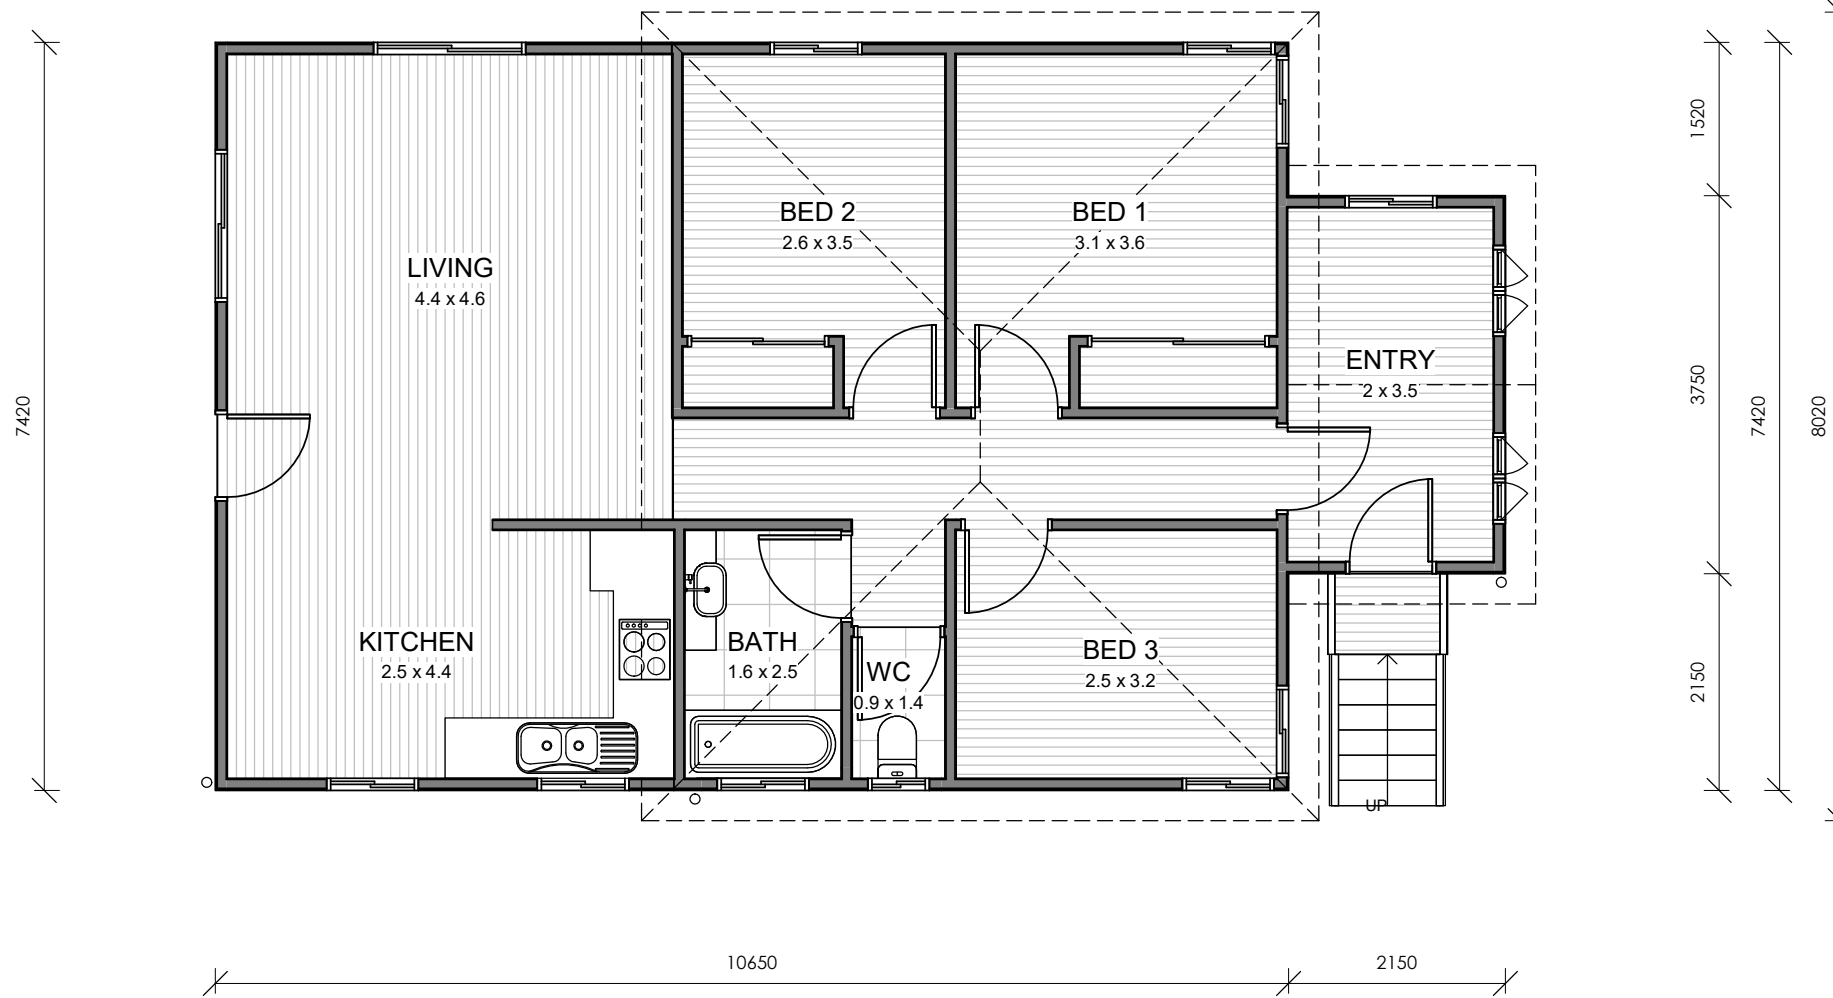 1520
BED 2
2.6 x 3.5
BED 1
3.1 x 3.6
LIVING
4.4 x 4.6
ENTRY
2 x 3.5
3750
7420
7420
8020
KITCHEN
2.5 x 4.4
BATH
1.6 x 2.5
WC
0.9 x 1.4
BED 3
2.5 x 3.2
2150
UP
10650
2150